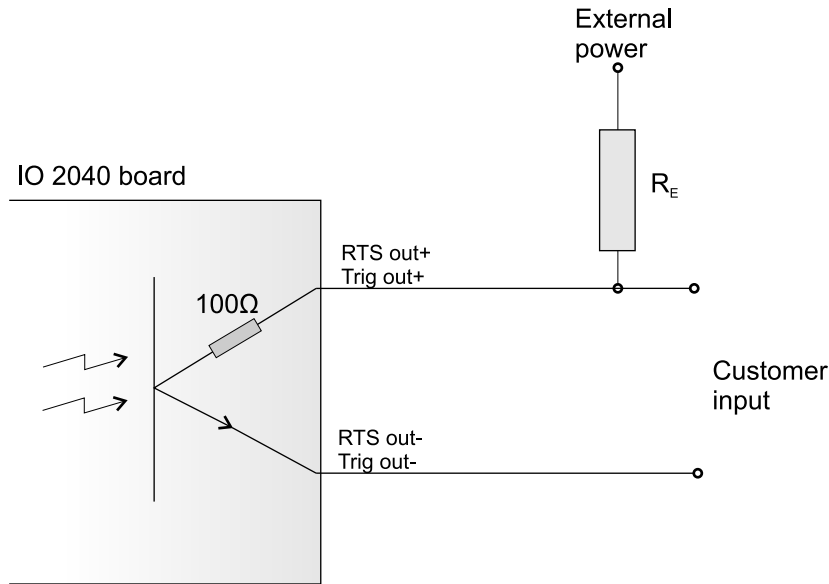 External
power
IO 2040 board
R_E
RTS out+
Trig out+
100Ω
Customer
input
RTS out-
Trig out-